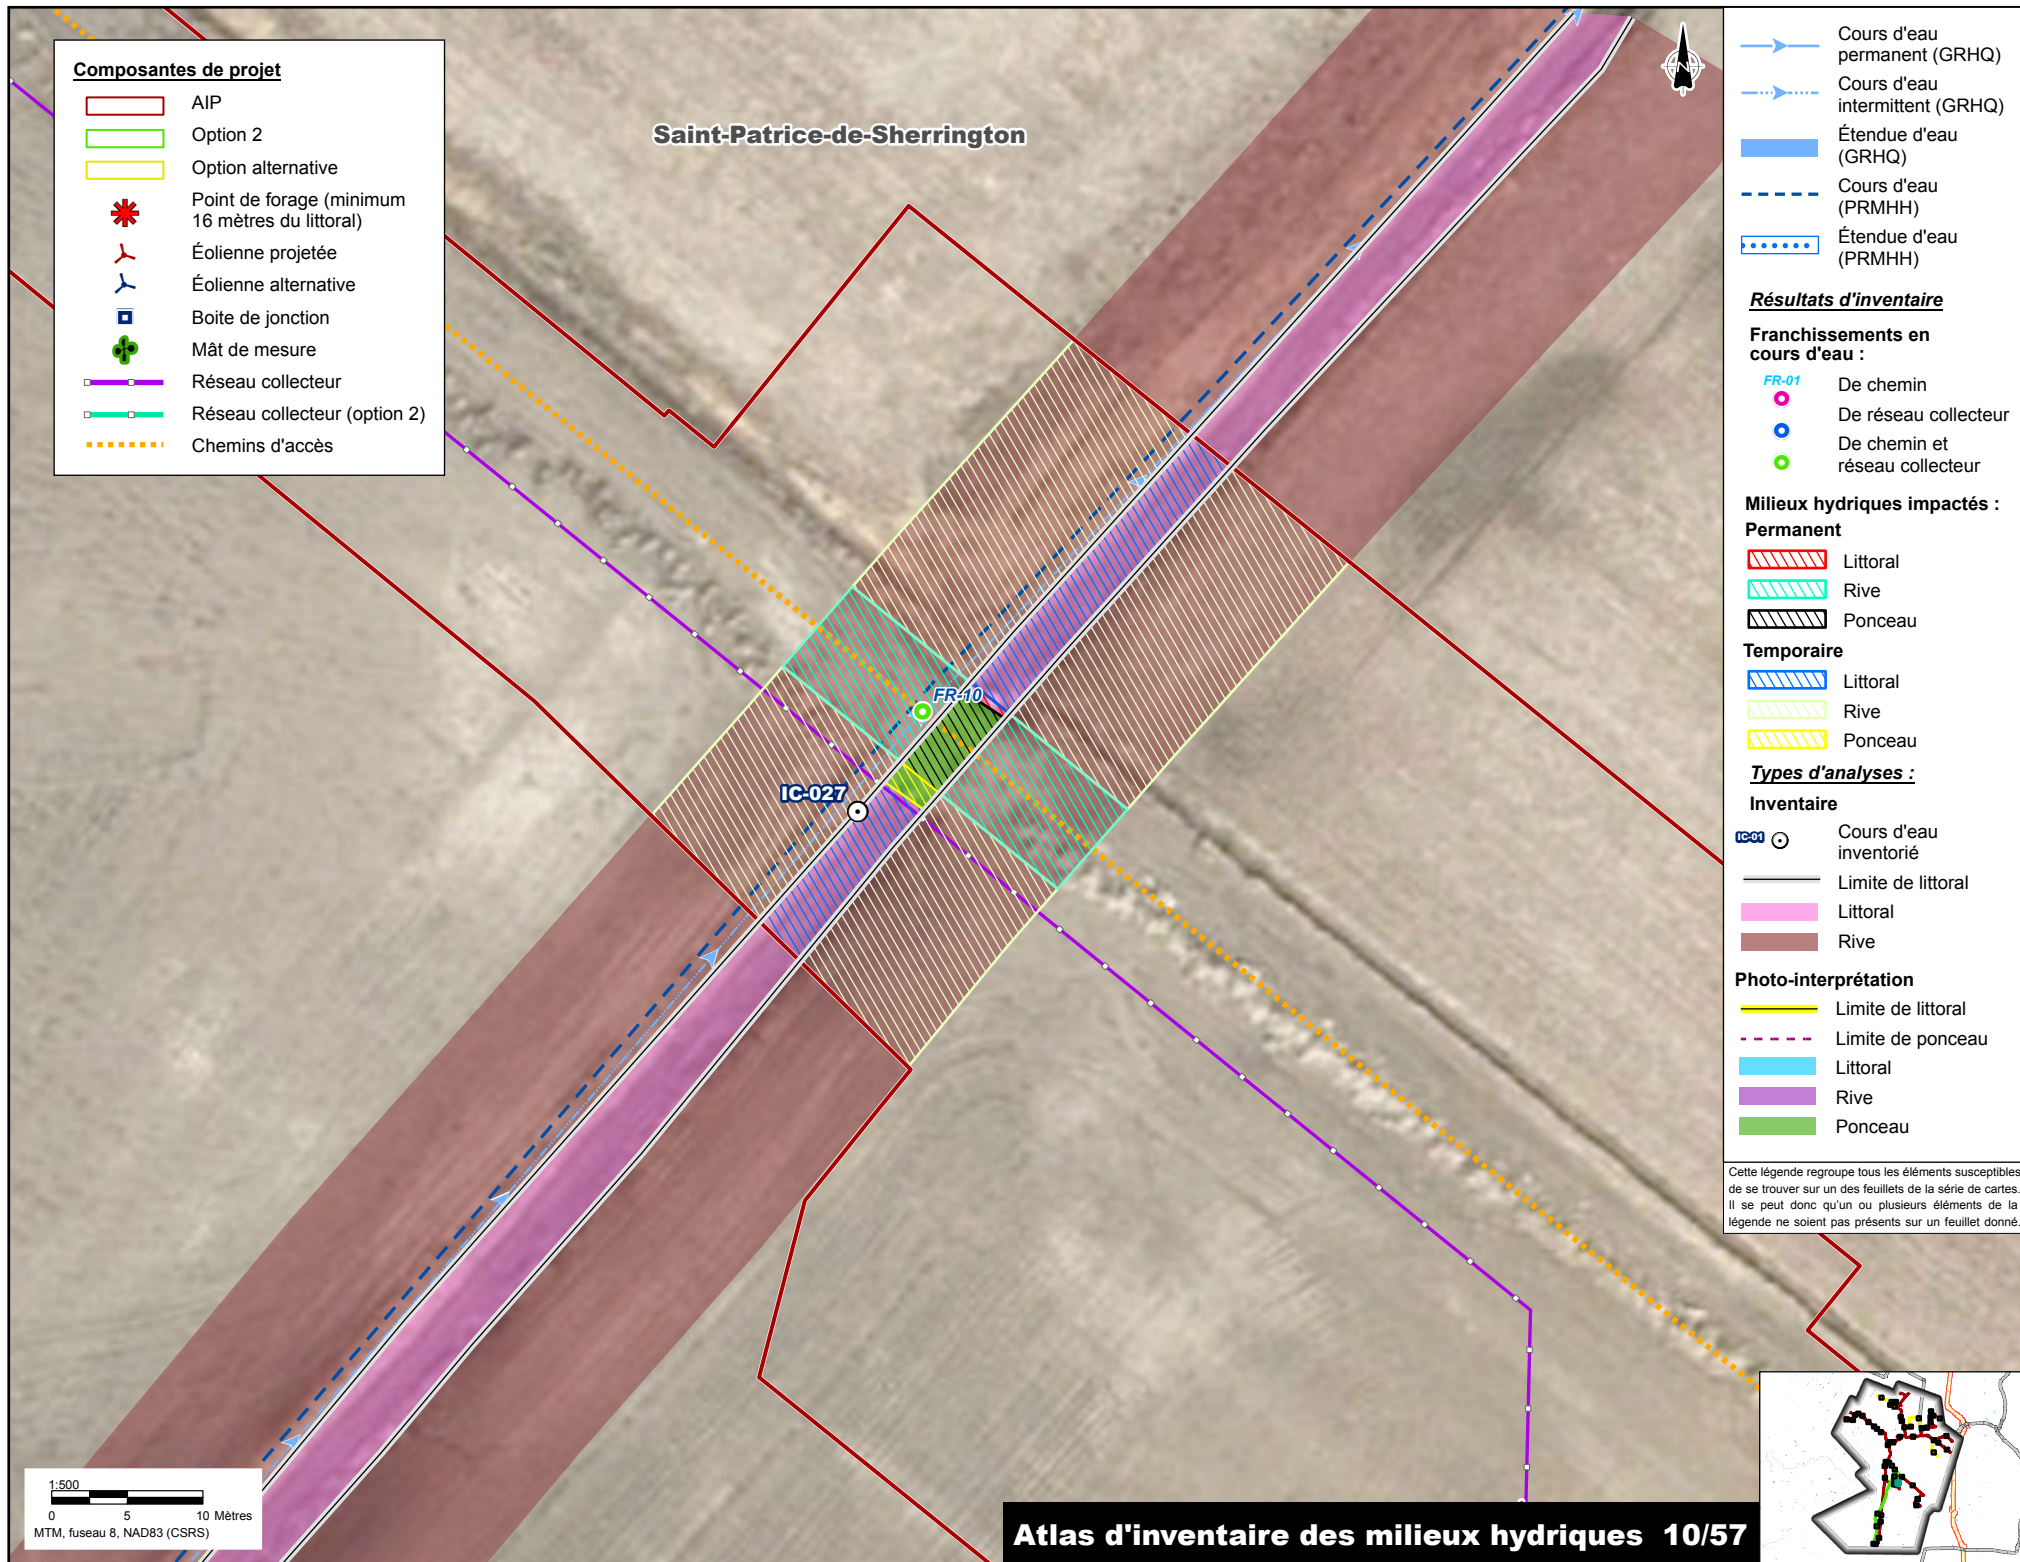 Composantes de projet
AIP
Option 2
Option alternative
Point de forage (minimum
16 mètres du littoral)
Éolienne projetée
Éolienne alternative
Boite de jonction
Mât de mesure
Réseau collecteur
Réseau collecteur (option 2)
Chemins d'accès
Saint-Patrice-de-Sherrington
N
FR-10
IC-027
Cours d'eau
permanent (GRHQ)
Cours d'eau
intermittent (GRHQ)
Étendue d'eau
(GRHQ)
Cours d'eau
(PRMHH)
Étendue d'eau
(PRMHH)
Résultats d'inventaire
Franchissements en
cours d'eau :
FR-01
De chemin
De réseau collecteur
De chemin et
réseau collecteur
Milieux hydriques impactés :
Permanent
Littoral
Rive
Ponceau
Temporaire
Littoral
Rive
Ponceau
Types d'analyses :
Inventaire
IC-01
Cours d'eau
inventorié
Limite de littoral
Littoral
Rive
Photo-interprétation
Limite de littoral
Limite de ponceau
Littoral
Rive
Ponceau
Cette légende regroupe tous les éléments susceptibles
de se trouver sur un des feuillets de la série de cartes.
Il se peut donc qu'un ou plusieurs éléments de la
légende ne soient pas présents sur un feuillet donné.
1:500
0 5 10 Mètres
MTM, fuseau 8, NAD83 (CSRS)
Atlas d'inventaire des milieux hydriques 10/57